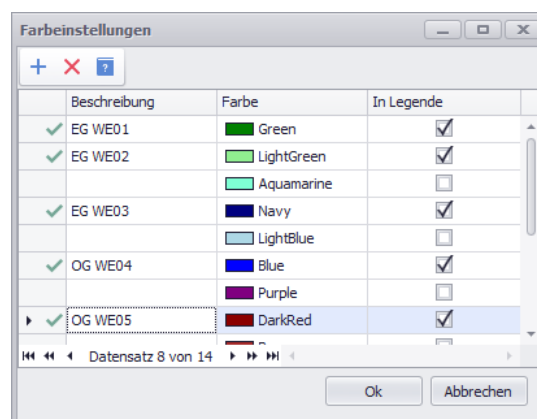 Farbeinstellungen
Beschreibung Farbe In Legende
EG WE01 Green
EG WE02 LightGreen
Aquamarine
EG WE03 Navy
LightBlue
OG WE04 Blue
Purple
OG WE05 DarkRed
Datensatz 8 von 14
Ok Abbrechen